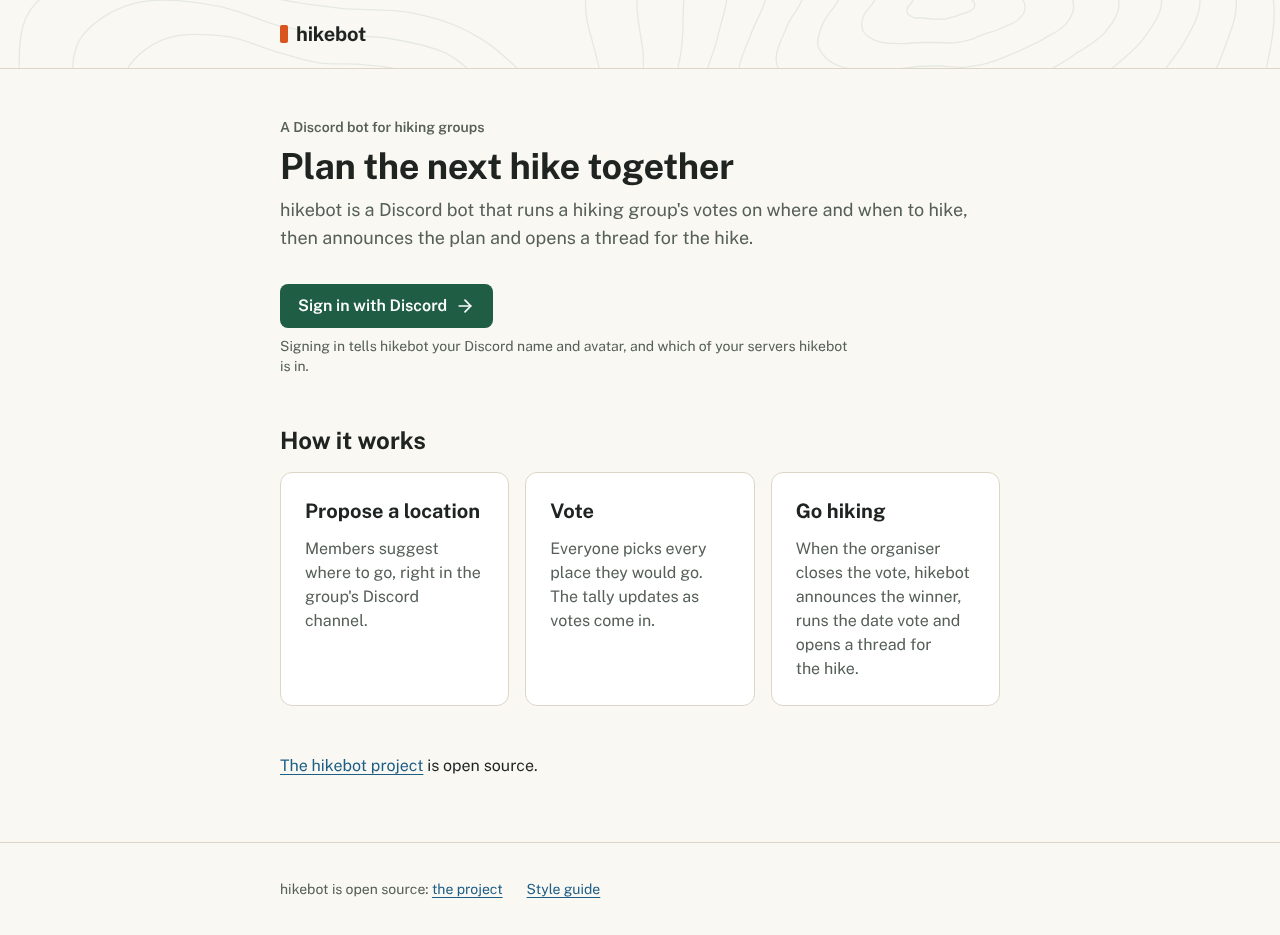 hikebot
A Discord bot for hiking groups
Plan the next hike together
hikebot is a Discord bot that runs a hiking group's votes on where and when to hike,
then announces the plan and opens a thread for the hike.
Sign in with Discord
Signing in tells hikebot your Discord name and avatar, and which of your servers hikebot
is in.
How it works
Propose a location
Members suggest
where to go, right in the
group's Discord
channel.
Vote
Everyone picks every
place they would go.
The tally updates as
votes come in.
Go hiking
When the organiser
closes the vote, hikebot
announces the winner,
runs the date vote and
opens a thread for
the hike.
The hikebot project is open source.
hikebot is open source: the project Style guide